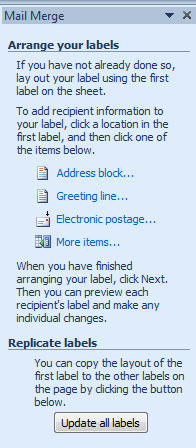 Mail Merge
Arrange your labels
If you have not already done so,
lay out your label using the first
label on the sheet.
To add recipient information to
your label, click a location in the
first label, and then click one of
the items below.
Address block...
Greeting line...
Electronic postage...
More items...
When you have finished
arranging your label, click Next.
Then you can preview each
recipient's label and make any
individual changes.
Replicate labels
You can copy the layout of the
first label to the other labels on
the page by clicking the button
below.
Update all labels